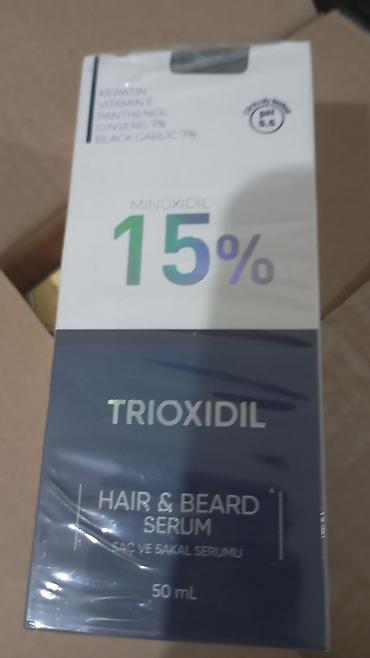 KERATIN
VITAMIN E
PANTHENOL
GINSENG 7%
BLACK GARLIC 7%
pH
5.5
MINOXIDIL
15%
TRIOXIDIL
HAIR & BEARD
SERUM
SAÇ VE SAKAL SERUMU
50 mL